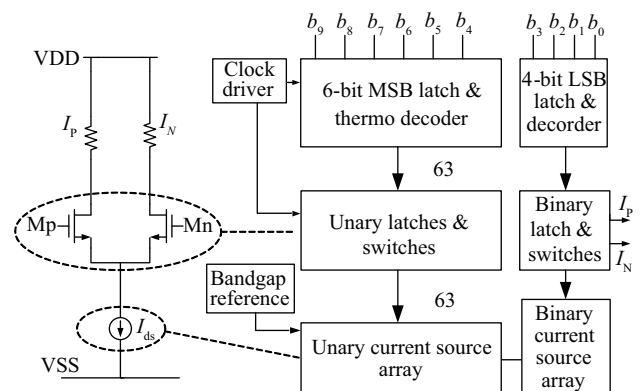 b9 b8 b7 b6 b5 b4
b3 b2 b1 b0
VDD
Clock
driver
6-bit MSB latch &
thermo decoder
4-bit LSB
latch &
decorder
IP
IN
63
Mp
Mn
Unary latches &
switches
Binary
latch &
switches
IP
IN
Bandgap
reference
63
Ids
Unary current source
array
Binary
current
source
array
VSS